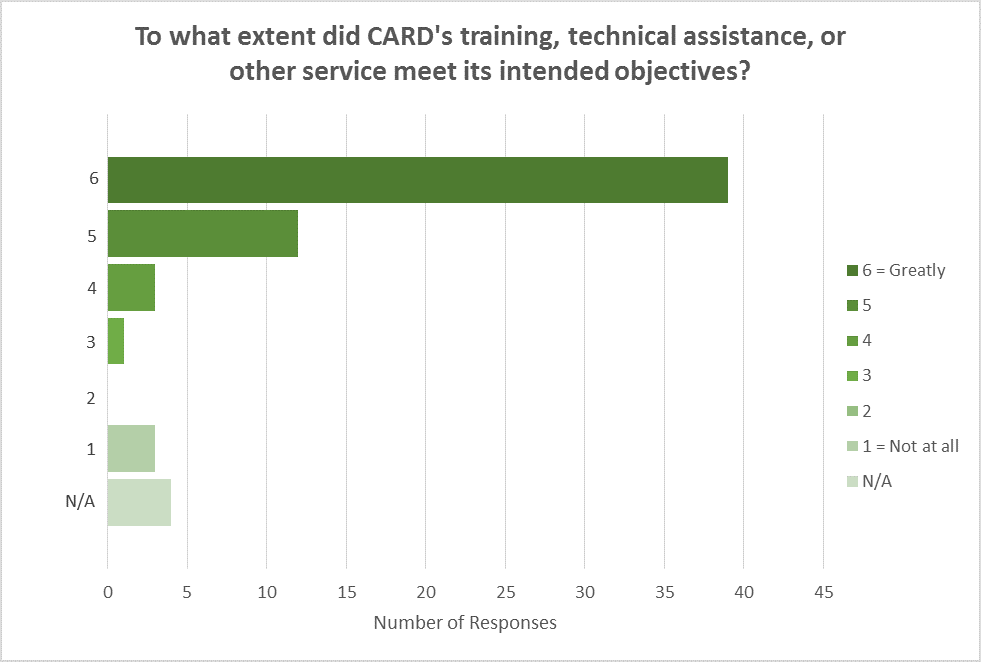 To what extent did CARD's training, technical assistance, or
other service meet its intended objectives?
6
5
4
3
2
1
N/A
0 5 10 15 20 25 30 35 40 45
Number of Responses
6 = Greatly
5
4
3
2
1 = Not at all
N/A